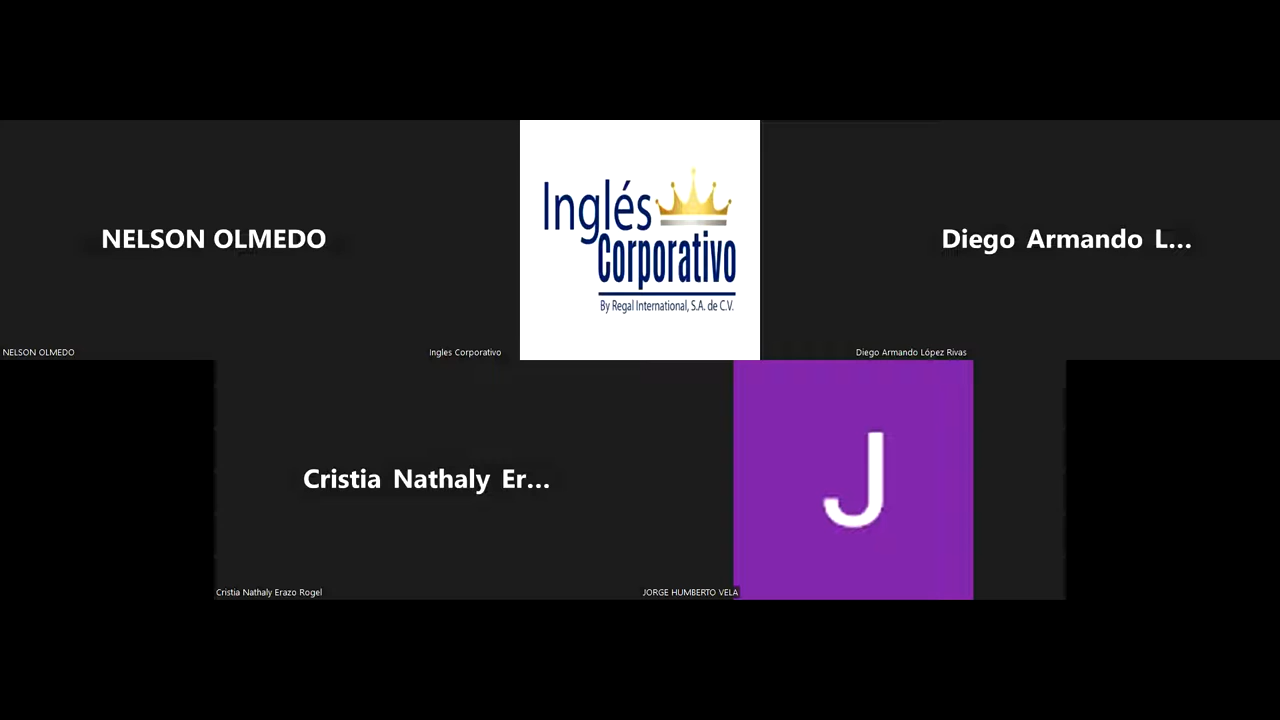 Inglés
Corporativo
By Regal International, S.A. de C.V.
NELSON OLMEDO
Diego Armando L...
NELSON OLMEDO
Ingles Corporativo
Diego Armando López Rivas
Cristia Nathaly Er...
J
Cristia Nathaly Erazo Rogel
JORGE HUMBERTO VELA